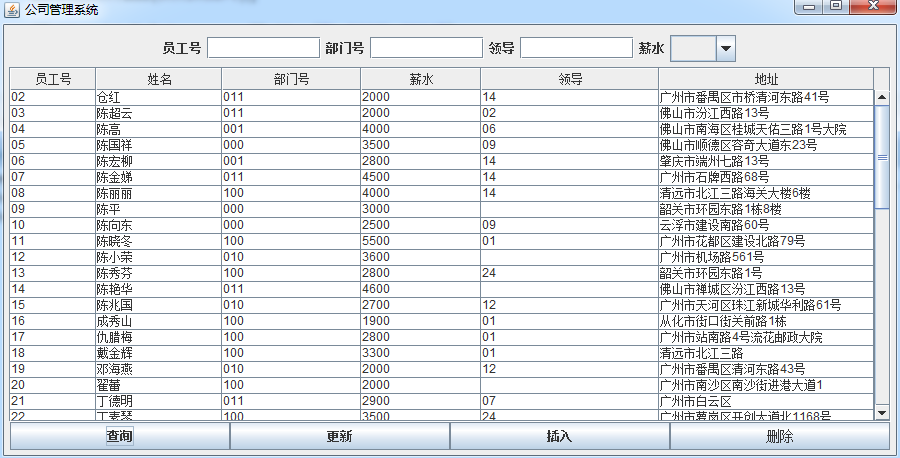 公司管理系统
员工号 部门号 领导 薪水
员工号 姓名 部门号 薪水 领导 地址
02 仓红 011 2000 14 广州市番禺区市桥清河东路41号
03 陈超云 011 2000 02 佛山市汾江西路13号
04 陈高 001 4000 06 佛山市南海区桂城天佑三路1号大院
05 陈国祥 000 3500 09 佛山市顺德区容奇大道东23号
06 陈宏柳 001 2800 14 肇庆市端州七路13号
07 陈金娣 011 4500 14 广州市石牌西路68号
08 陈丽丽 100 4000 14 清远市北江三路海关大楼6楼
09 陈平 000 3000 韶关市环园东路1栋8楼
10 陈向东 000 2500 09 云浮市建设南路60号
11 陈晓冬 100 5500 01 广州市花都区建设北路79号
12 陈小荣 010 3600 广州市机场路561号
13 陈秀芬 100 2800 24 韶关市环园东路1号
14 陈艳华 011 4600 佛山市禅城区汾江西路13号
15 陈兆国 010 2700 12 广州市天河区珠江新城华利路61号
16 成秀山 100 1900 01 从化市街口街关前路1栋
17 仇腊梅 100 2800 01 广州市站南路4号流花邮政大院
18 戴金辉 100 3300 01 清远市北江三路
19 邓海燕 010 2000 12 广州市番禺区清河东路43号
20 翟蕾 100 2000 广州市南沙区南沙街进港大道1
21 丁德明 011 2900 07 广州市白云区
22 丁素琴 100 3500 24 广州市萝岗区开创大道北1168号
查询 更新 插入 删除